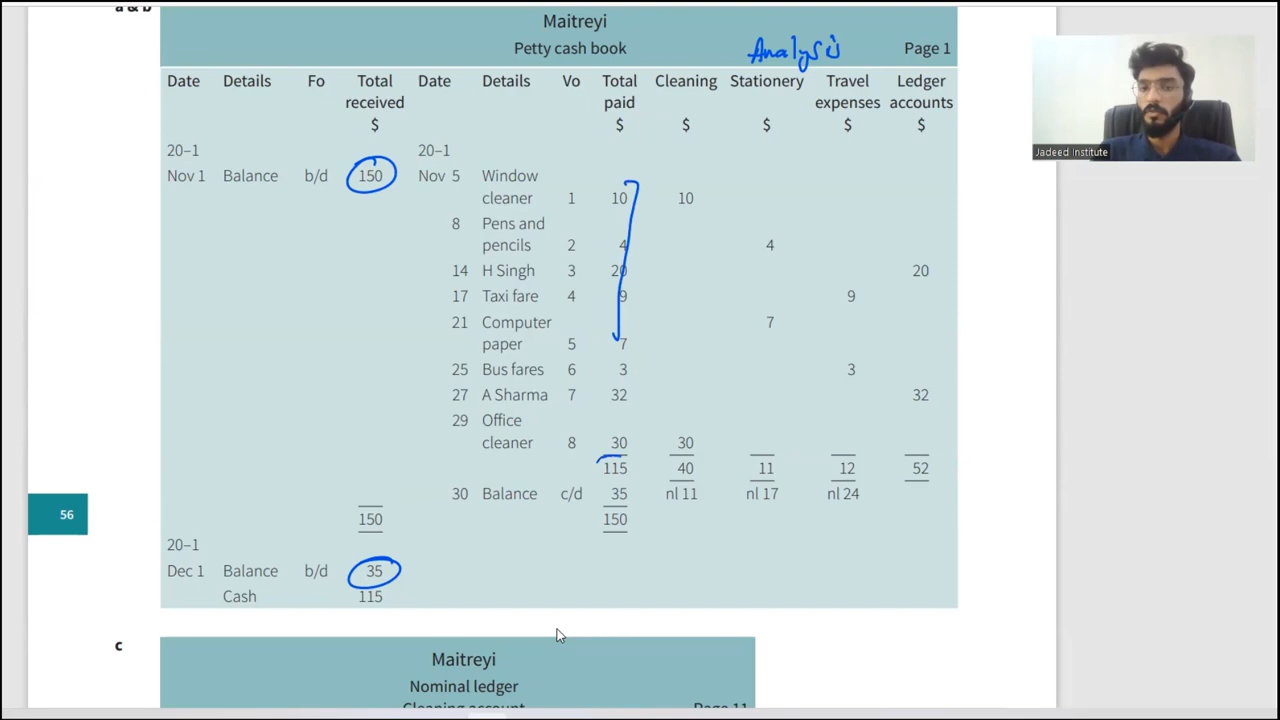 a & b
Maitreyi
Petty cash book Analysis Page 1
Date Details Fo Total received Date Details Vo Total paid Cleaning Stationery Travel expenses Ledger accounts
$ $ $ $ $ $
20–1 20–1
Nov 1 Balance b/d 150 Nov 5 Window
cleaner 1 10 10
8 Pens and
pencils 2 4 4
14 H Singh 3 20 20
17 Taxi fare 4 9 9
21 Computer 7
paper 5 7
25 Bus fares 6 3 3
27 A Sharma 7 32 32
29 Office
cleaner 8 30 30
115 40 11 12 52
30 Balance c/d 35 nl 11 nl 17 nl 24
150 150
20–1
Dec 1 Balance b/d 35
Cash 115
56
c
Maitreyi
Nominal ledger
Cleaning account Page 11
Jadeed Institute